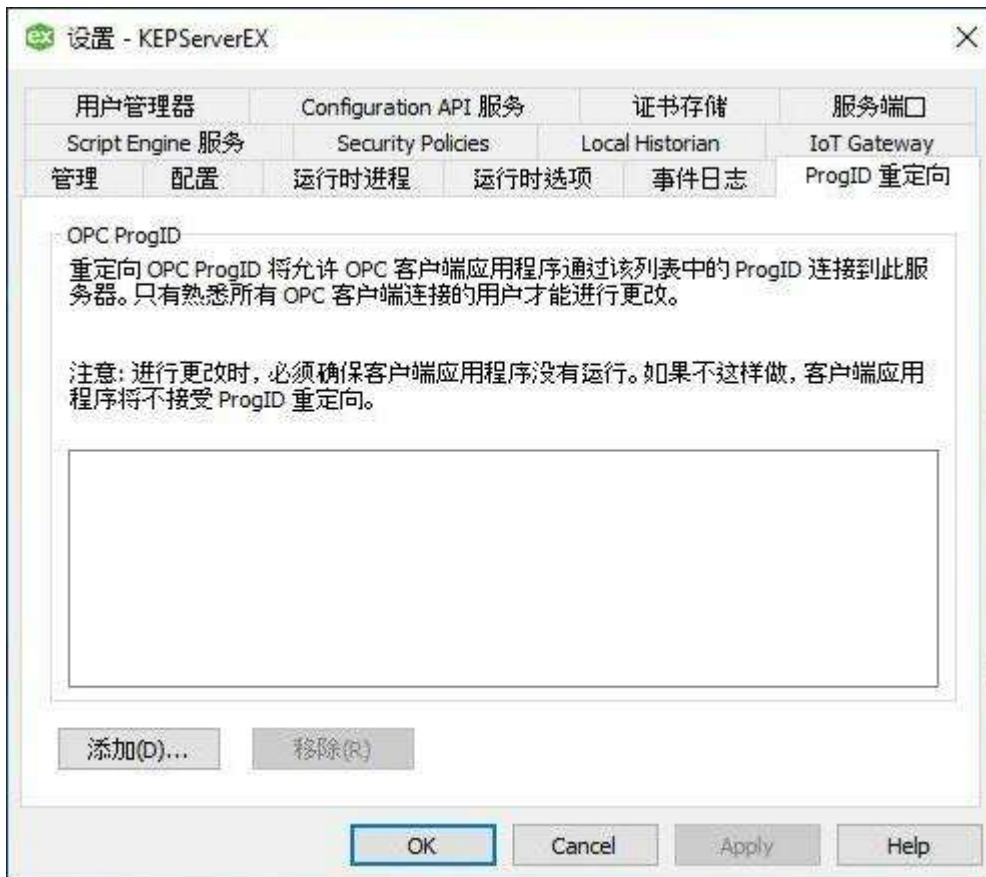 设置 - KEPServerEX
用户管理器 Configuration API 服务 证书存储 服务端口
Script Engine 服务 Security Policies Local Historian IoT Gateway
管理 配置 运行时进程 运行时选项 事件日志 ProgID 重定向
OPC ProgID
重定向 OPC ProgID 将允许 OPC 客户端应用程序通过该列表中的 ProgID 连接到此服
务器。只有熟悉所有 OPC 客户端连接的用户才能进行更改。
注意: 进行更改时, 必须确保客户端应用程序没有运行。如果不这样做, 客户端应用
程序将不接受 ProgID 重定向。
添加(D)... 移除(R)
OK Cancel Apply Help